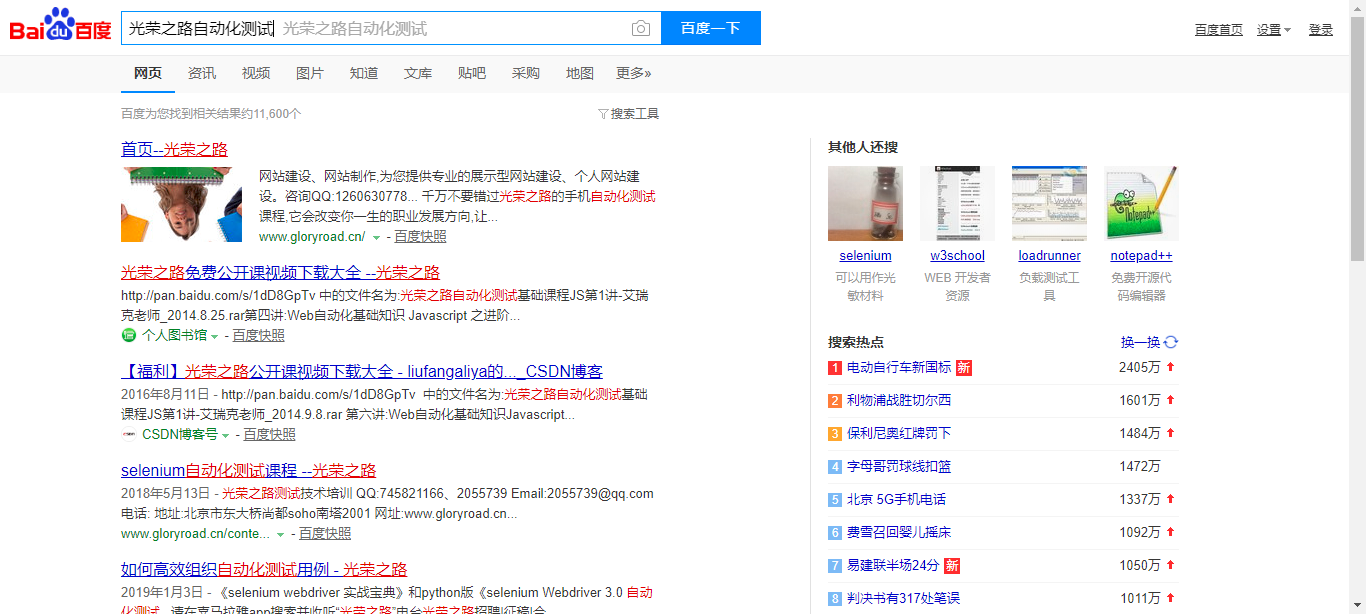 Bai du 百度
光荣之路自动化测试 光荣之路自动化测试
百度一下
百度首页 设置 登录
网页 资讯 视频 图片 知道 文库 贴吧 采购 地图 更多»
百度为您找到相关结果约11,600个
搜索工具
首页--光荣之路
网站建设、网站制作,为您提供专业的展示型网站建设、个人网站建
设。咨询QQ:1260630778... 千万不要错过光荣之路的手机自动化测试
课程,它会改变你一生的职业发展方向,让...
www.gloryroad.cn/ - 百度快照
光荣之路免费公开课视频下载大全 --光荣之路
http://pan.baidu.com/s/1dD8GpTv 中的文件名为:光荣之路自动化测试基础课程JS第1讲-艾瑞
克老师_2014.8.25.rar第四讲:Web自动化基础知识 Javascript 之进阶...
个人图书馆 - 百度快照
【福利】光荣之路公开课视频下载大全 - liufangaliya的..._CSDN博客
2016年8月11日 - http://pan.baidu.com/s/1dD8GpTv 中的文件名为:光荣之路自动化测试基础
课程JS第1讲-艾瑞克老师_2014.9.8.rar 第六讲:Web自动化基础知识Javascript...
CSDN博客号 - 百度快照
selenium自动化测试课程 --光荣之路
2018年5月13日 - 光荣之路测试技术培训 QQ:745821166、2055739 Email:2055739@qq.com
电话: 地址:北京市东大桥尚都soho南塔2001 网址:www.gloryroad.cn...
www.gloryroad.cn/conte... - 百度快照
如何高效组织自动化测试用例 - 光荣之路
2019年1月3日 - 《selenium webdriver 实战宝典》和python版《selenium Webdriver 3.0 自动
化测试... 请在喜马拉雅app搜索并收听“光荣之路”电台光荣之路招聘|征稿|合...
其他人还搜
selenium
可以用作光
敏材料
w3school
WEB 开发者
资源
loadrunner
负载测试工
具
notepad++
免费开源代
码编辑器
搜索热点 换一换
1 电动自行车新国标 新 2405万
2 利物浦战胜切尔西 1601万
3 保利尼奥红牌罚下 1484万
4 字母哥罚球线扣篮 1472万
5 北京 5G手机电话 1337万
6 费雪召回婴儿摇床 1092万
7 易建联半场24分 新 1050万
8 判决书有317处笔误 1011万